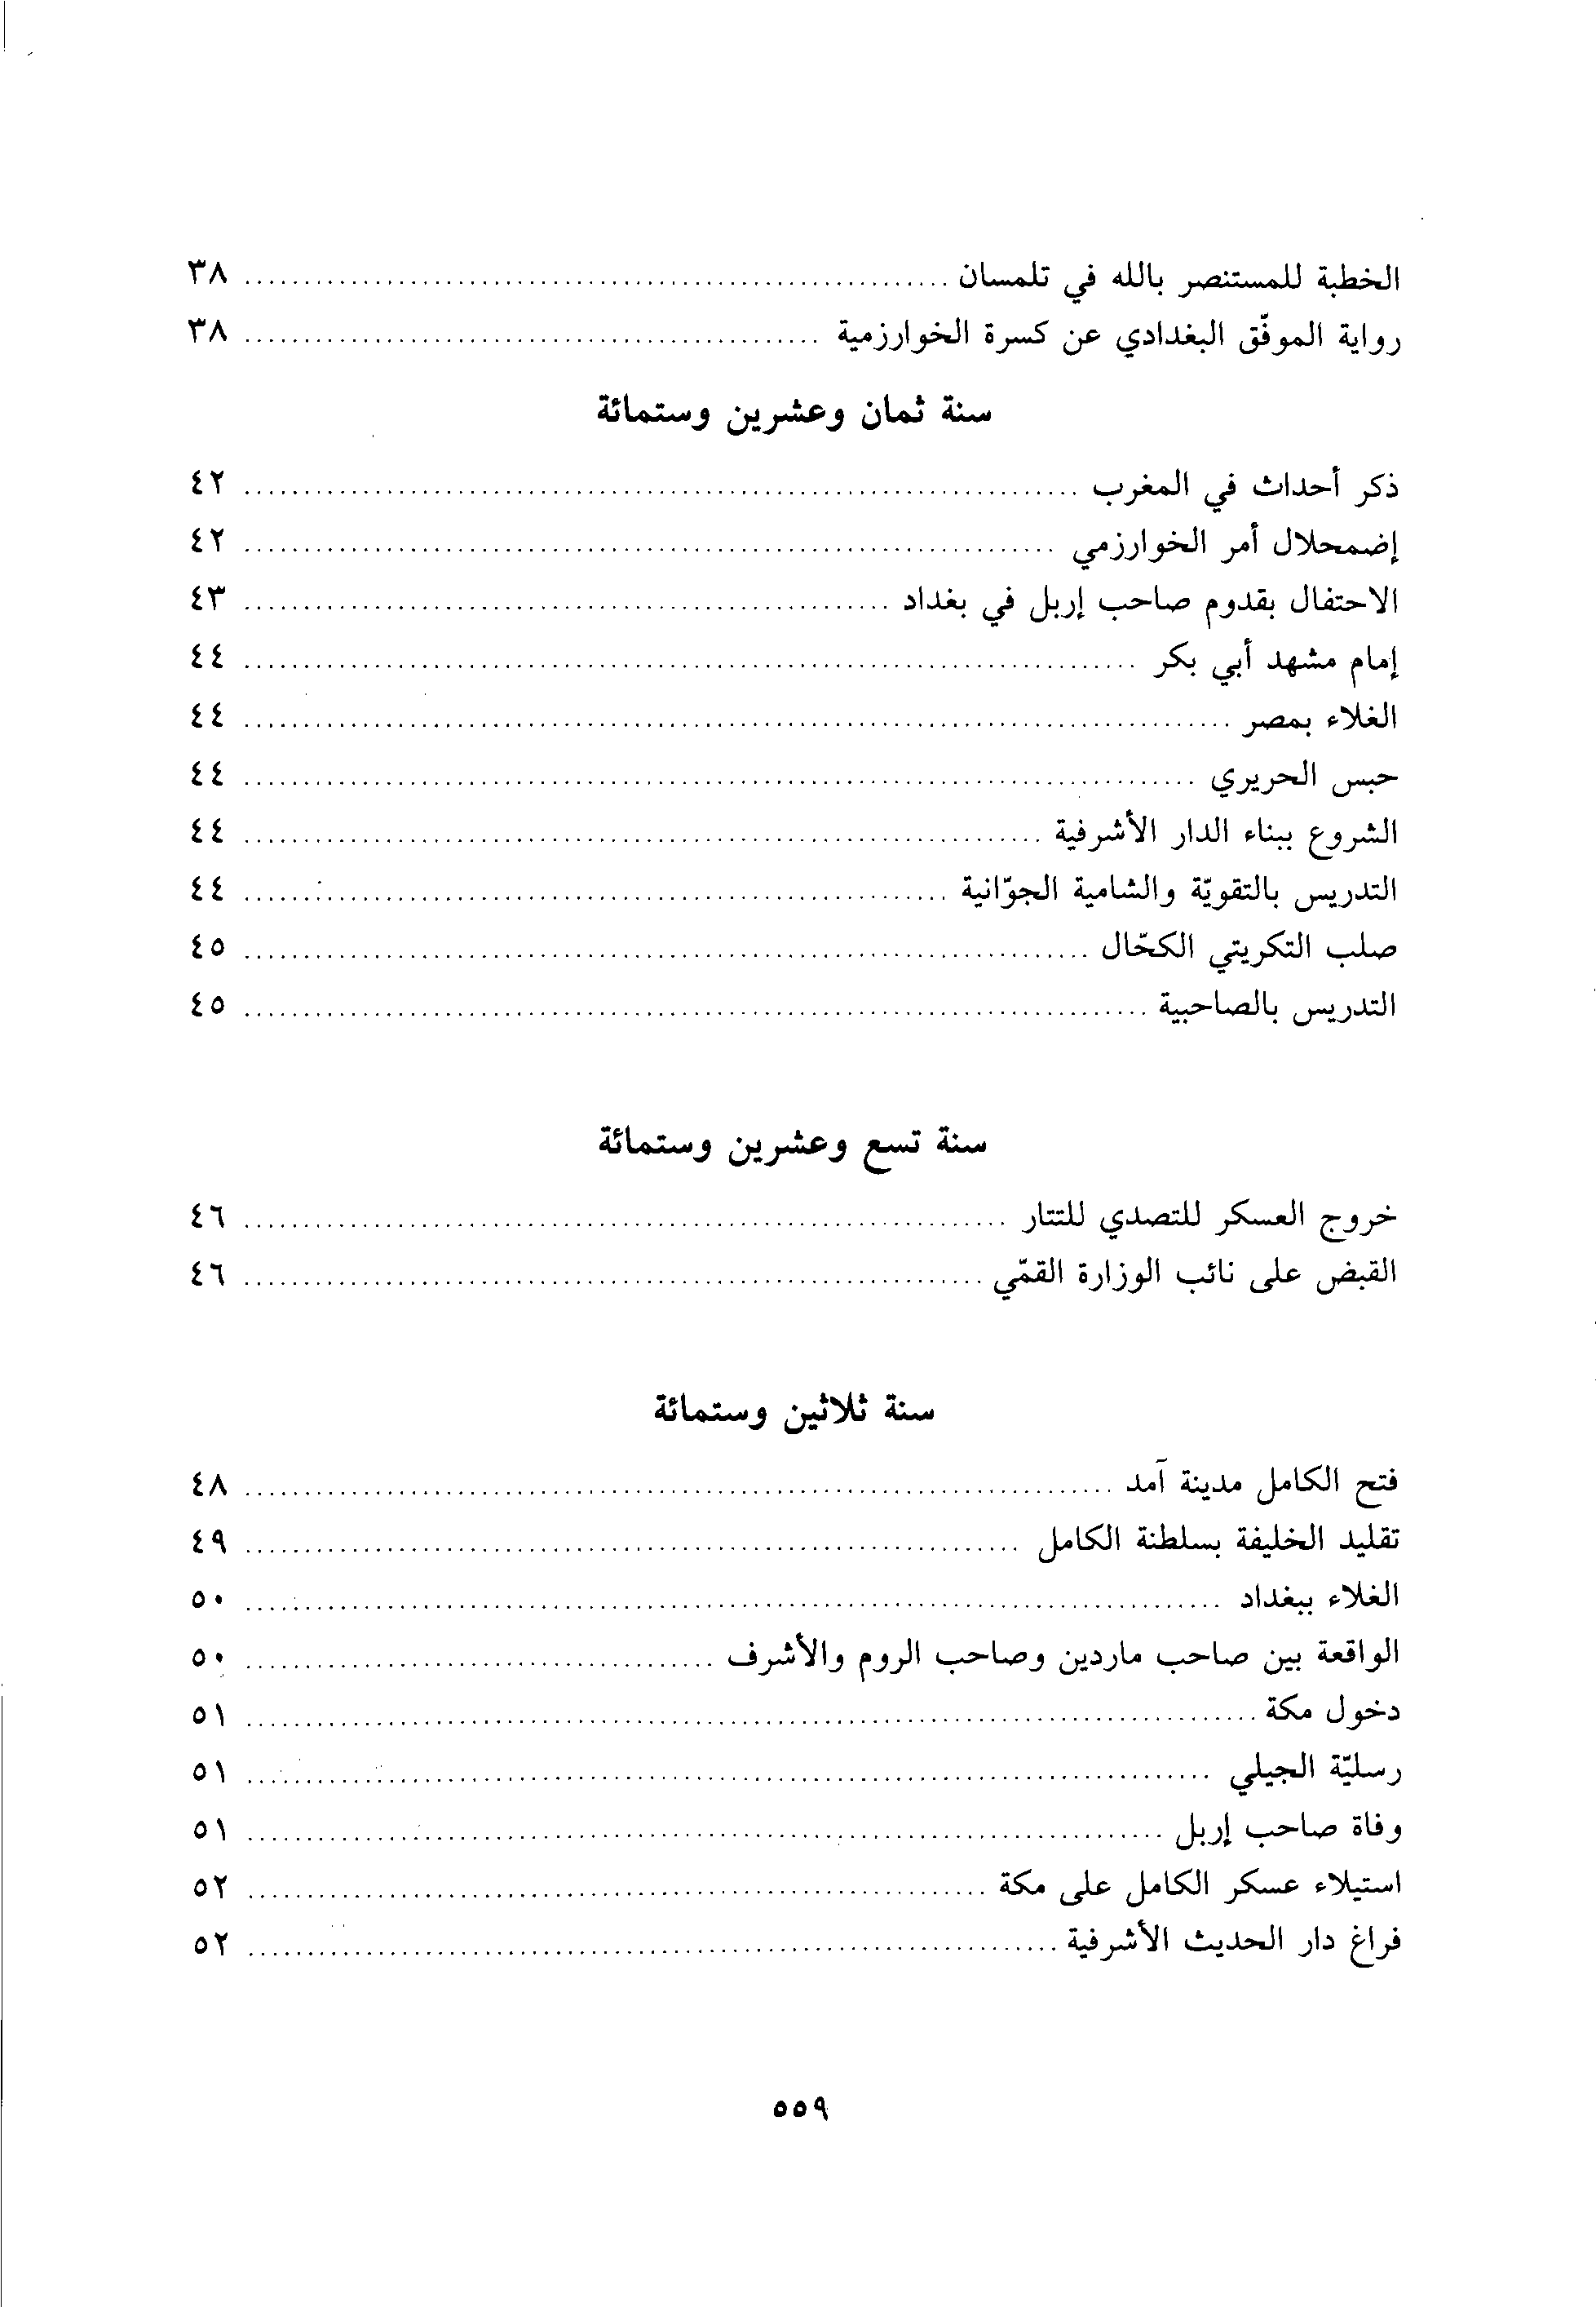 الخطبة للمستنصر بالله في تلمسان ........ ٣٨
رواية الموفّق البغدادي عن كسرة الخوارزمية ........ ٣٨
سنة ثمان وعشرين وستمائة
ذكر أحداث في المغرب ........ ٤٢
إضمحلال أمر الخوارزمي ........ ٤٢
الاحتفال بقدوم صاحب إربل في بغداد ........ ٤٣
إمام مشهد أبي بكر ........ ٤٤
الغلاء بمصر ........ ٤٤
حبس الحريري ........ ٤٤
الشروع ببناء الدار الأشرفية ........ ٤٤
التدريس بالتقويّة والشامية الجوّانية ........ ٤٤
صلب التكريتي الكحّال ........ ٤٥
التدريس بالصاحبية ........ ٤٥
سنة تسع وعشرين وستمائة
خروج العسكر للتصدي للتتار ........ ٤٦
القبض على نائب الوزارة القمّي ........ ٤٦
سنة ثلاثين وستمائة
فتح الكامل مدينة آمد ........ ٤٨
تقليد الخليفة بسلطنة الكامل ........ ٤٩
الغلاء ببغداد ........ ٥٠
الواقعة بين صاحب ماردين وصاحب الروم والأشرف ........ ٥٠
دخول مكة ........ ٥١
رسليّة الجيلي ........ ٥١
وفاة صاحب إربل ........ ٥١
استيلاء عسكر الكامل على مكة ........ ٥٢
فراغ دار الحديث الأشرفية ........ ٥٢
٥٥٩